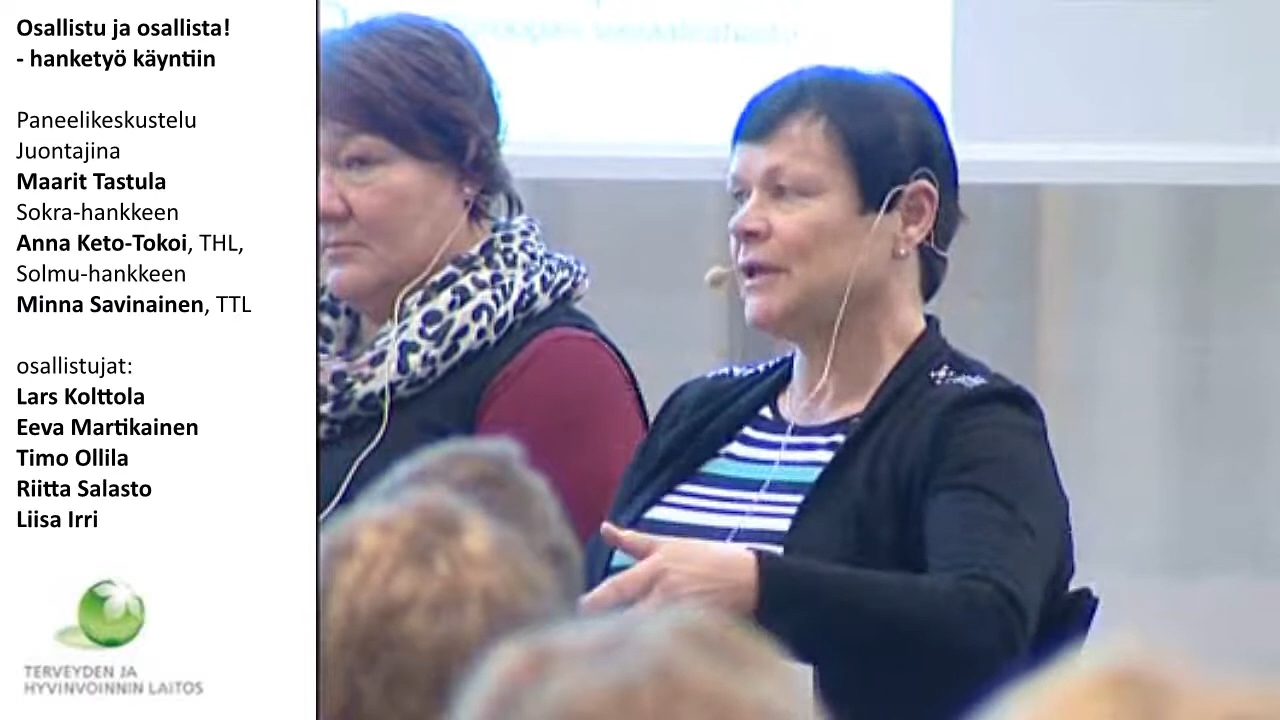 Osallistu ja osallista!
- hanketyö käyntiin
Paneelikeskustelu
Juontajina
Maarit Tastula
Sokra-hankkeen
Anna Keto-Tokoi, THL,
Solmu-hankkeen
Minna Savinainen, TTL
osallistujat:
Lars Kolttola
Eeva Martikainen
Timo Ollila
Riitta Salasto
Liisa Irri
TERVEYDEN JA
HYVINVOINNIN LAITOS